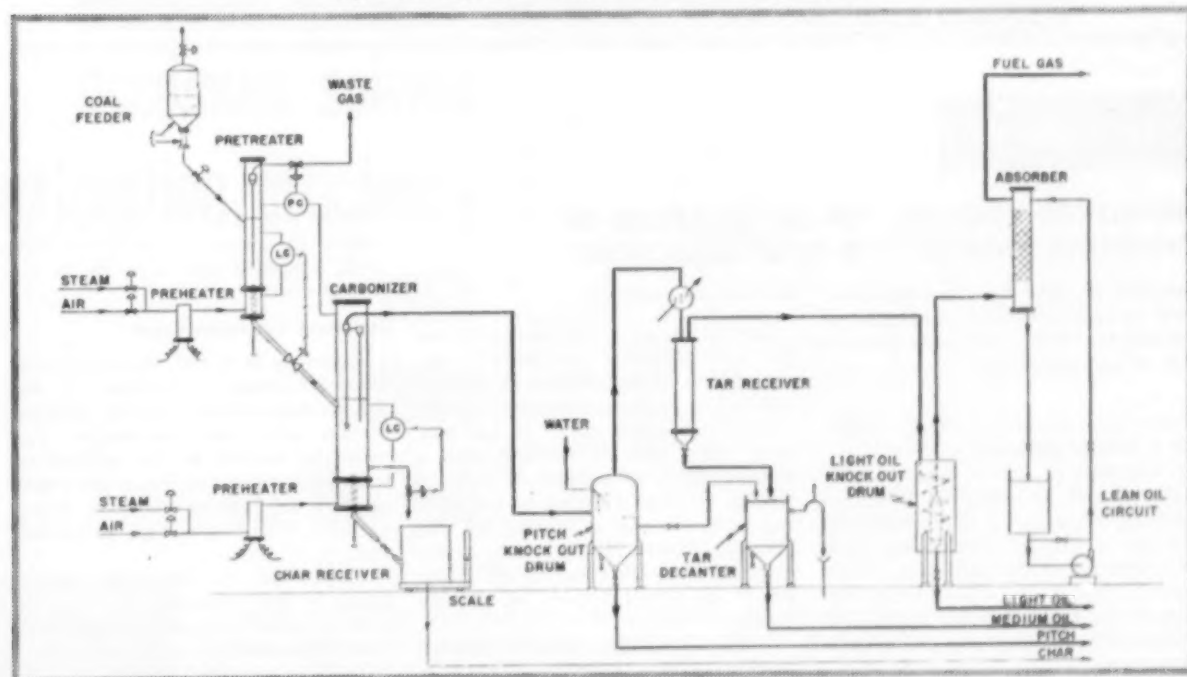 COAL
FEEDER
WASTE
GAS
PRETREATER
PC
LC
STEAM
AIR
PREHEATER
CARBONIZER
LC
STEAM
AIR
PREHEATER
CHAR RECEIVER
SCALE
WATER
PITCH
KNOCK OUT
DRUM
TAR RECEIVER
TAR
DECANTER
LIGHT OIL
KNOCK OUT
DRUM
FUEL GAS
ABSORBER
LEAN OIL
CIRCUIT
LIGHT OIL
MEDIUM OIL
PITCH
CHAR